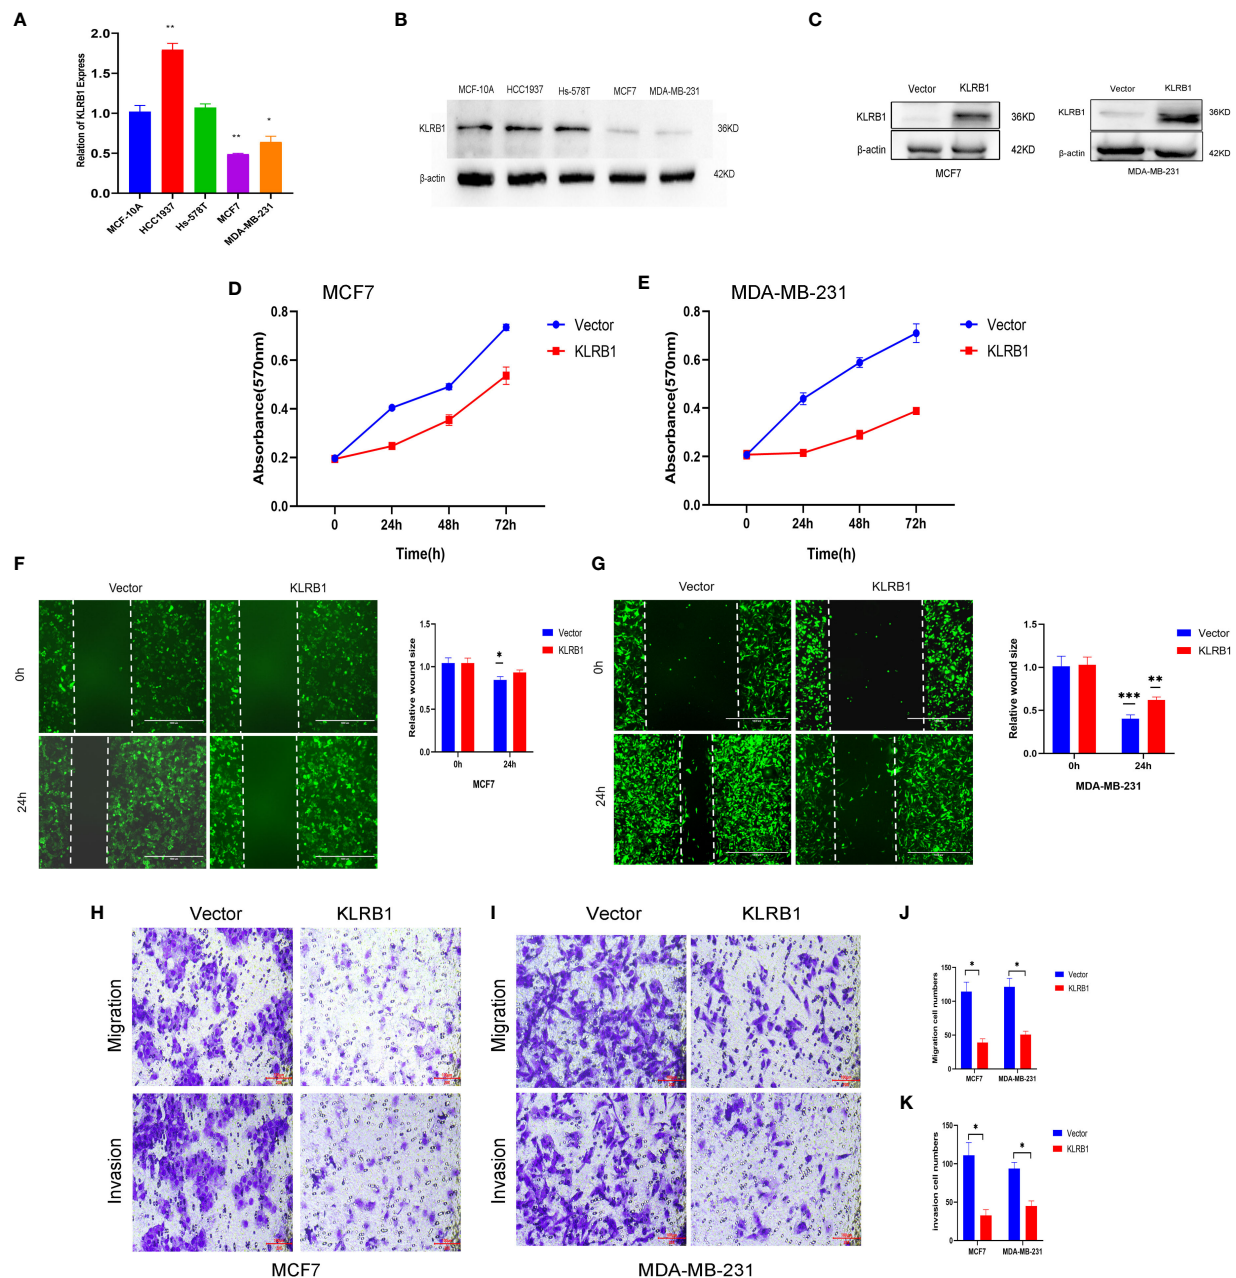 A
B
C
2.0
1.5
1.0
0.5
0.0
Relation of KLRB1 Express
**
**
*
MCF-10A
HCC1937
Hs-578T
MCF7
MDA-MB-231
MCF-10A HCC1937 Hs-578T MCF7 MDA-MB-231
KLRB1 36KD
β-actin 42KD
Vector KLRB1
KLRB1 36KD
β-actin 42KD
MCF7
Vector KLRB1
KLRB1 36KD
β-actin 42KD
MDA-MB-231
D MCF7
0.8
0.6
0.4
0.2
0.0
Absorbance(570nm)
0 24h 48h 72h
Time(h)
Vector
KLRB1
E MDA-MB-231
0.8
0.6
0.4
0.2
0.0
Absorbance(570nm)
0 24h 48h 72h
Time(h)
Vector
KLRB1
F
Vector KLRB1
0h
24h
1.5
1.0
0.5
0.0
Relative wound size
*
0h 24h
MCF7
Vector
KLRB1
G
Vector KLRB1
0h
24h
1.5
1.0
0.5
0.0
Relative wound size
***
**
0h 24h
MDA-MB-231
Vector
KLRB1
H Vector KLRB1
Migration
Invasion
MCF7
I Vector KLRB1
Migration
Invasion
MDA-MB-231
J
150
100
50
0
Migration cell numbers
* *
MCF7 MDA-MB-231
Vector
KLRB1
K
150
100
50
0
invasion cell numbers
* *
MCF7 MDA-MB-231
Vector
KLRB1